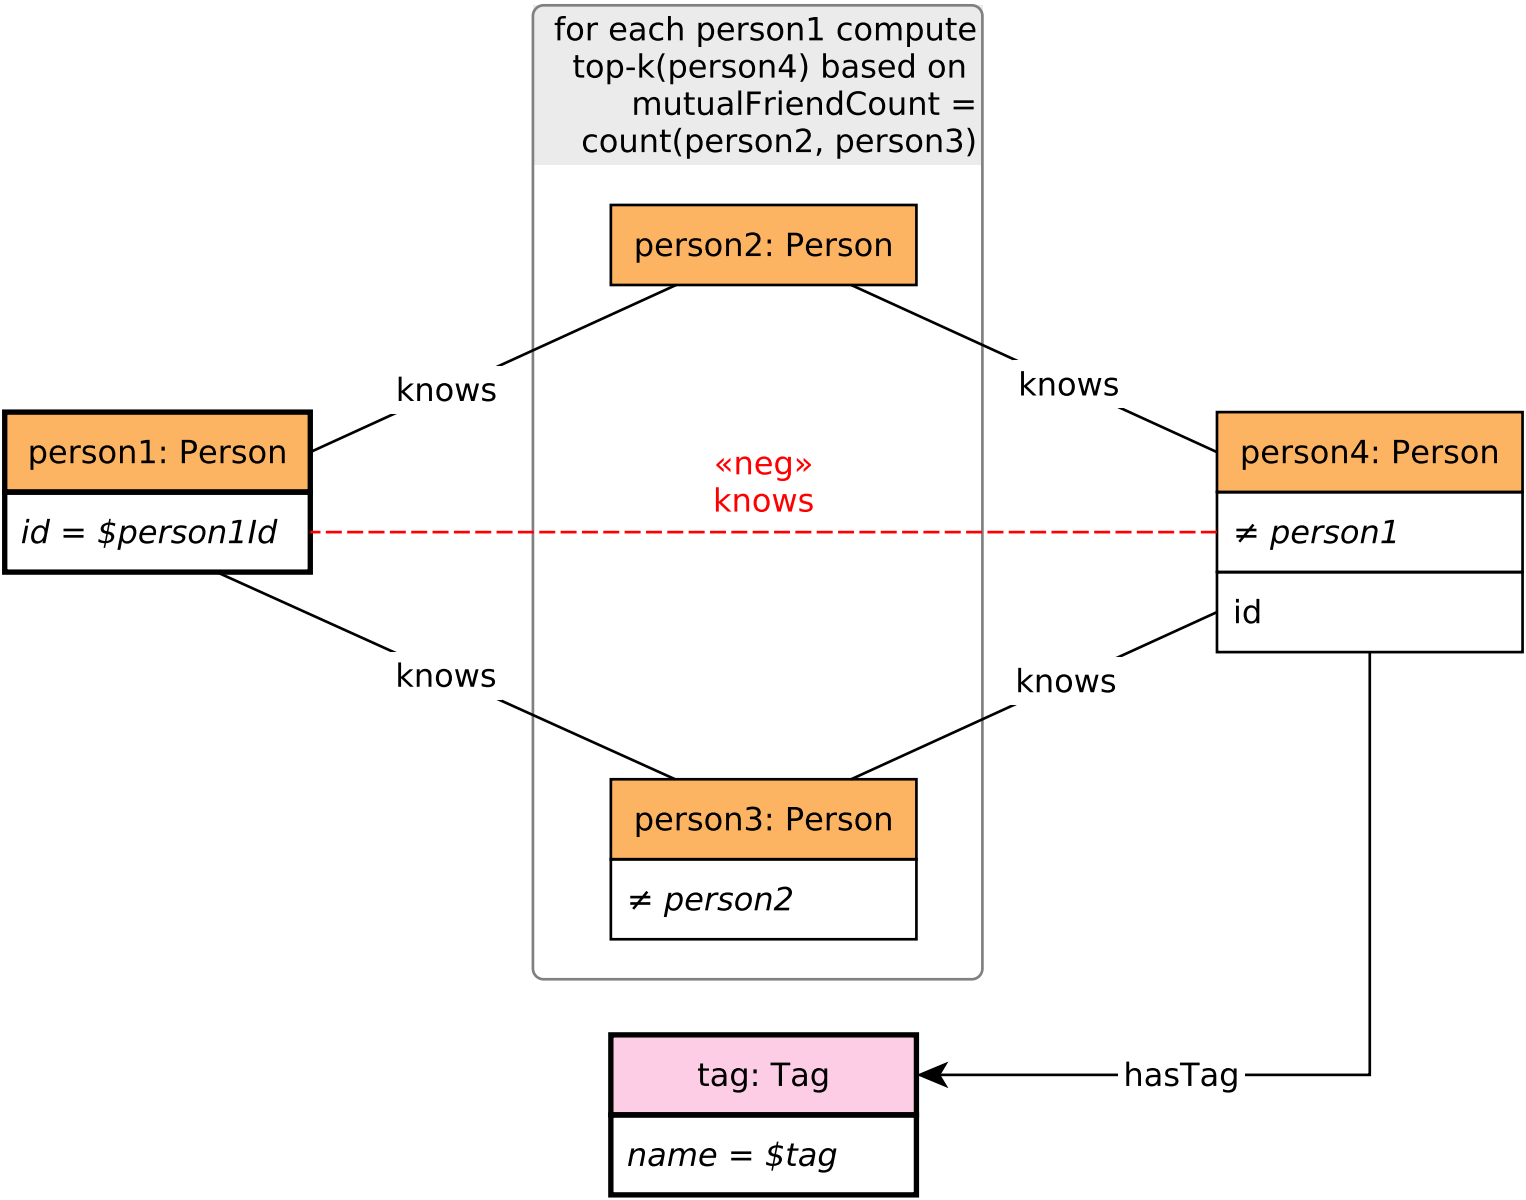 for each person1 compute
top-k(person4) based on
mutualFriendCount =
count(person2, person3)
person2: Person
knows
knows
person1: Person
id = $person1Id
«neg»
knows
person4: Person
≠ person1
id
knows
knows
person3: Person
≠ person2
tag: Tag
name = $tag
hasTag